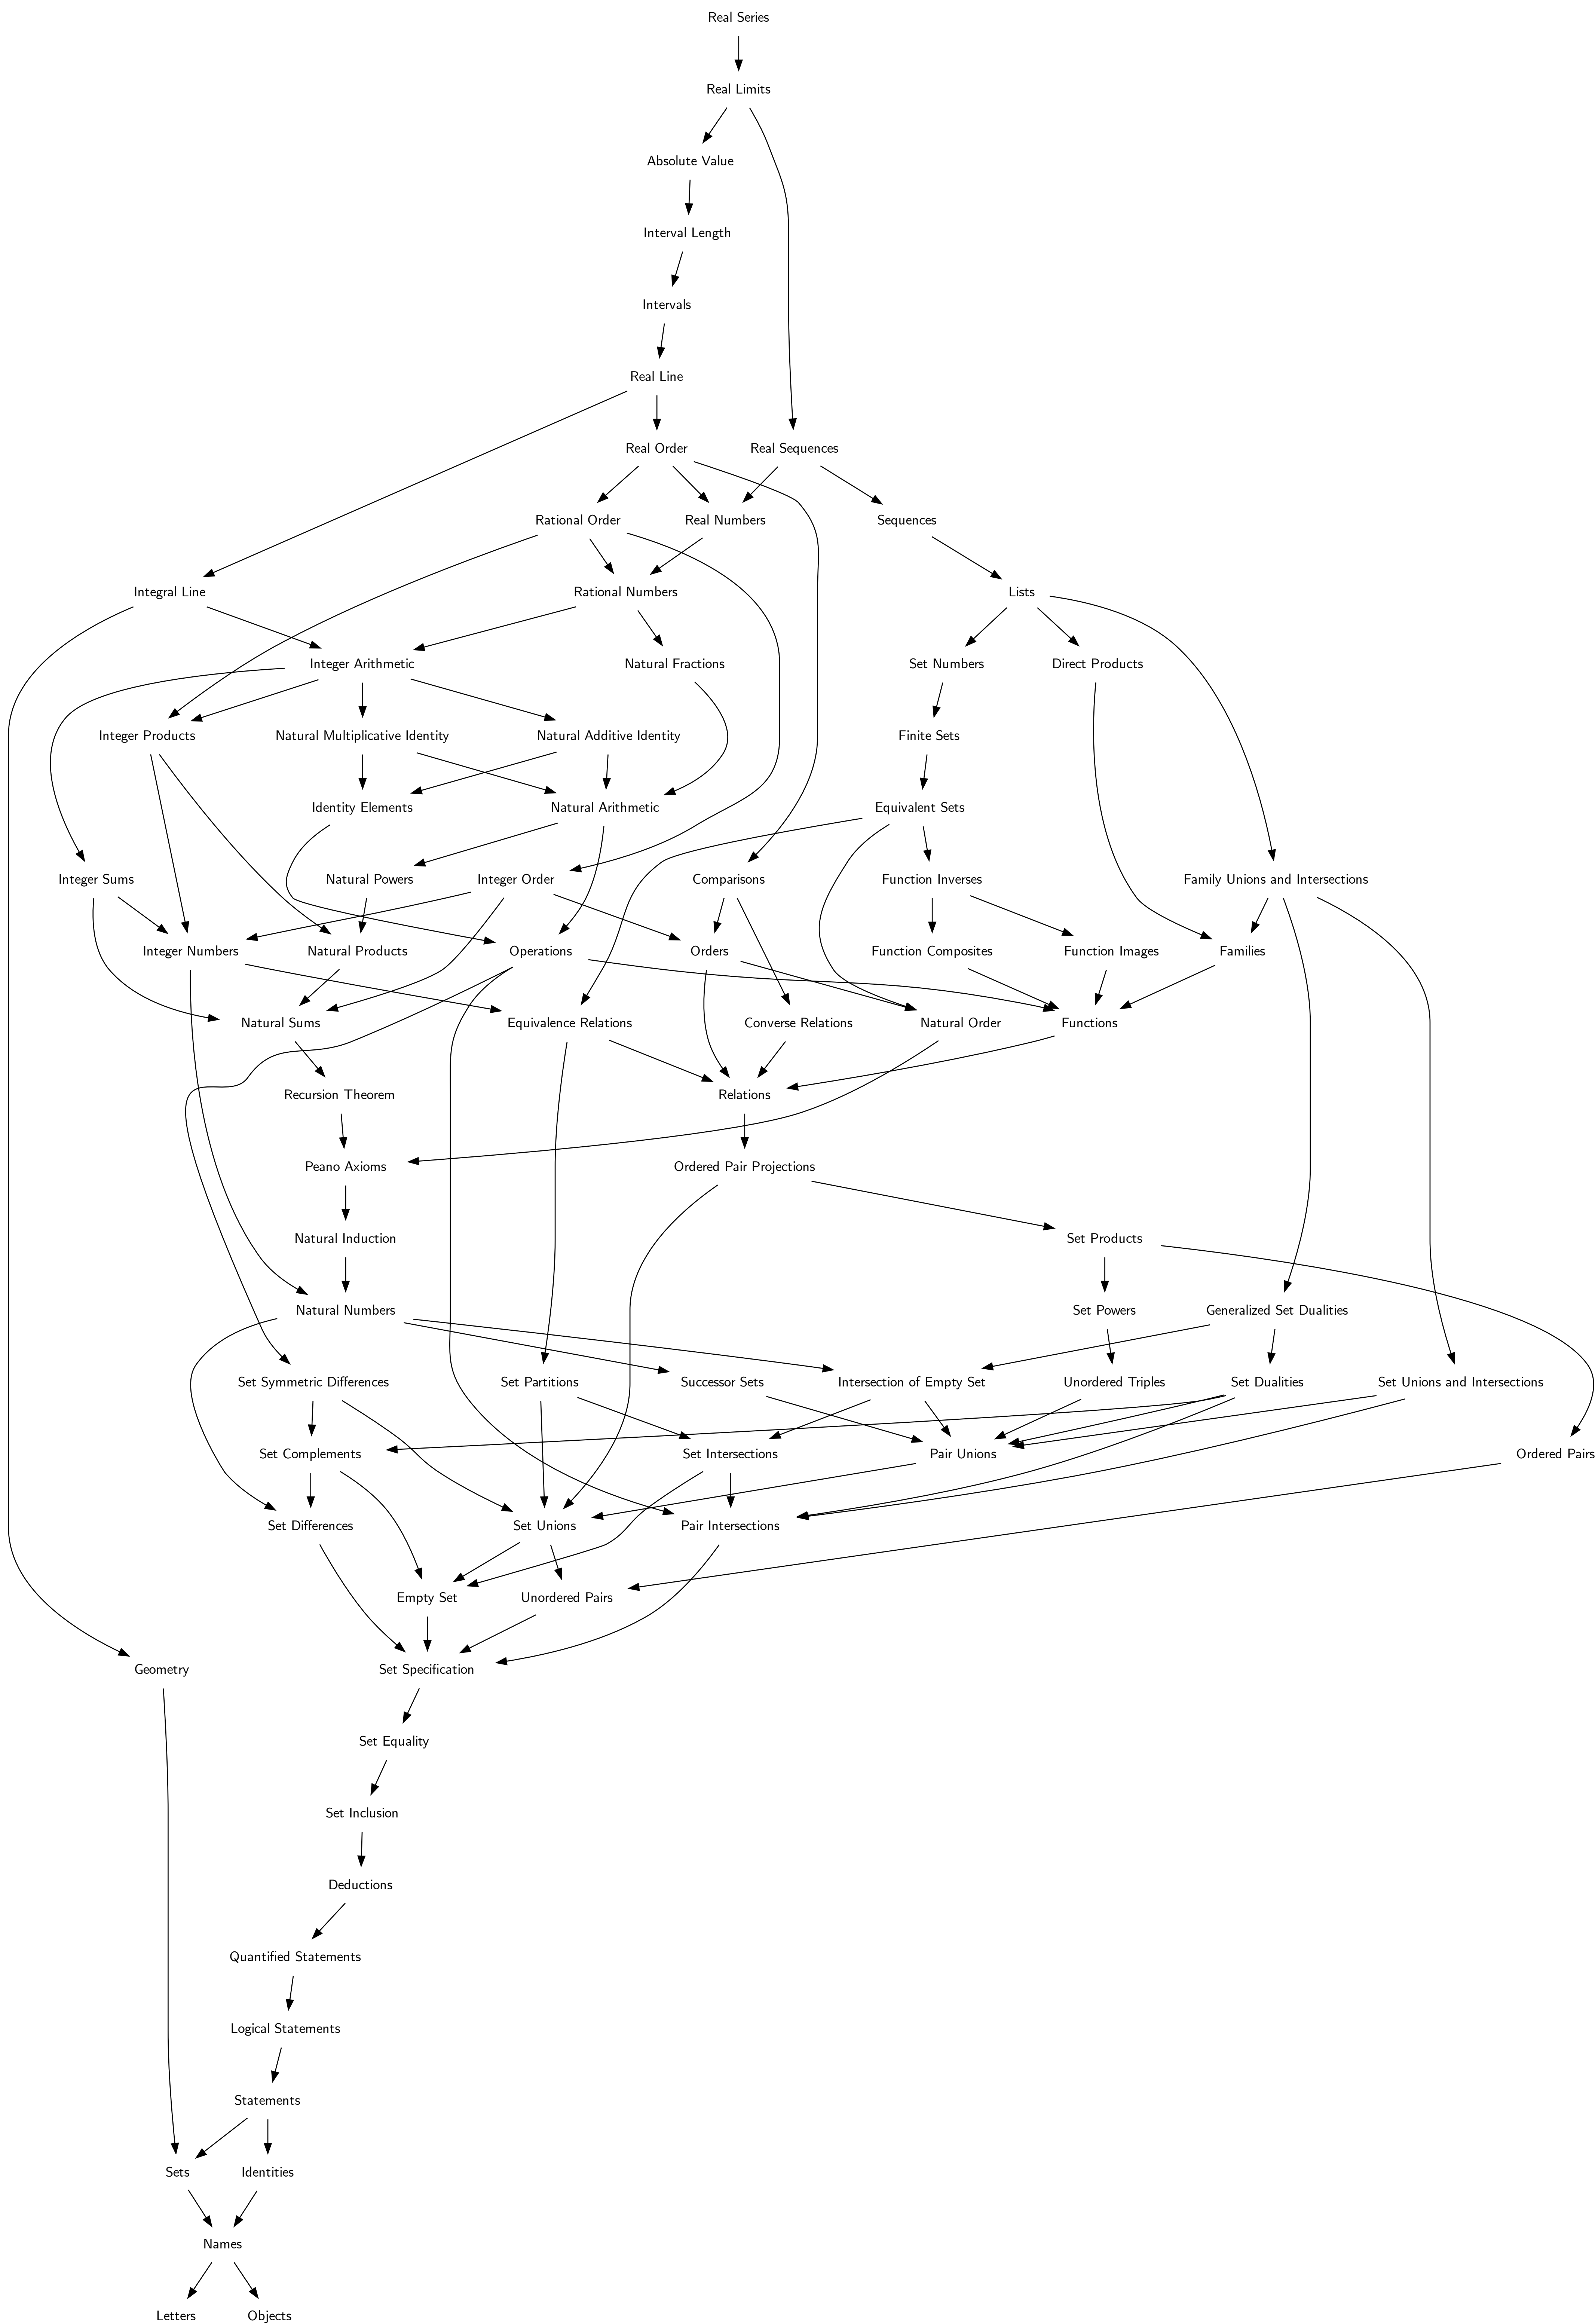 Real Series
Real Limits
Absolute Value
Interval Length
Intervals
Real Line
Real Order
Real Sequences
Rational Order
Real Numbers
Sequences
Integral Line
Rational Numbers
Lists
Integer Arithmetic
Natural Fractions
Set Numbers
Direct Products
Integer Products
Natural Multiplicative Identity
Natural Additive Identity
Finite Sets
Identity Elements
Natural Arithmetic
Equivalent Sets
Integer Sums
Natural Powers
Integer Order
Comparisons
Function Inverses
Family Unions and Intersections
Integer Numbers
Natural Products
Operations
Orders
Function Composites
Function Images
Families
Natural Sums
Equivalence Relations
Converse Relations
Natural Order
Functions
Recursion Theorem
Relations
Peano Axioms
Ordered Pair Projections
Natural Induction
Set Products
Natural Numbers
Set Powers
Generalized Set Dualities
Set Symmetric Differences
Set Partitions
Successor Sets
Intersection of Empty Set
Unordered Triples
Set Dualities
Set Unions and Intersections
Set Complements
Set Intersections
Pair Unions
Ordered Pairs
Set Differences
Set Unions
Pair Intersections
Empty Set
Unordered Pairs
Geometry
Set Specification
Set Equality
Set Inclusion
Deductions
Quantified Statements
Logical Statements
Statements
Sets
Identities
Names
Letters
Objects